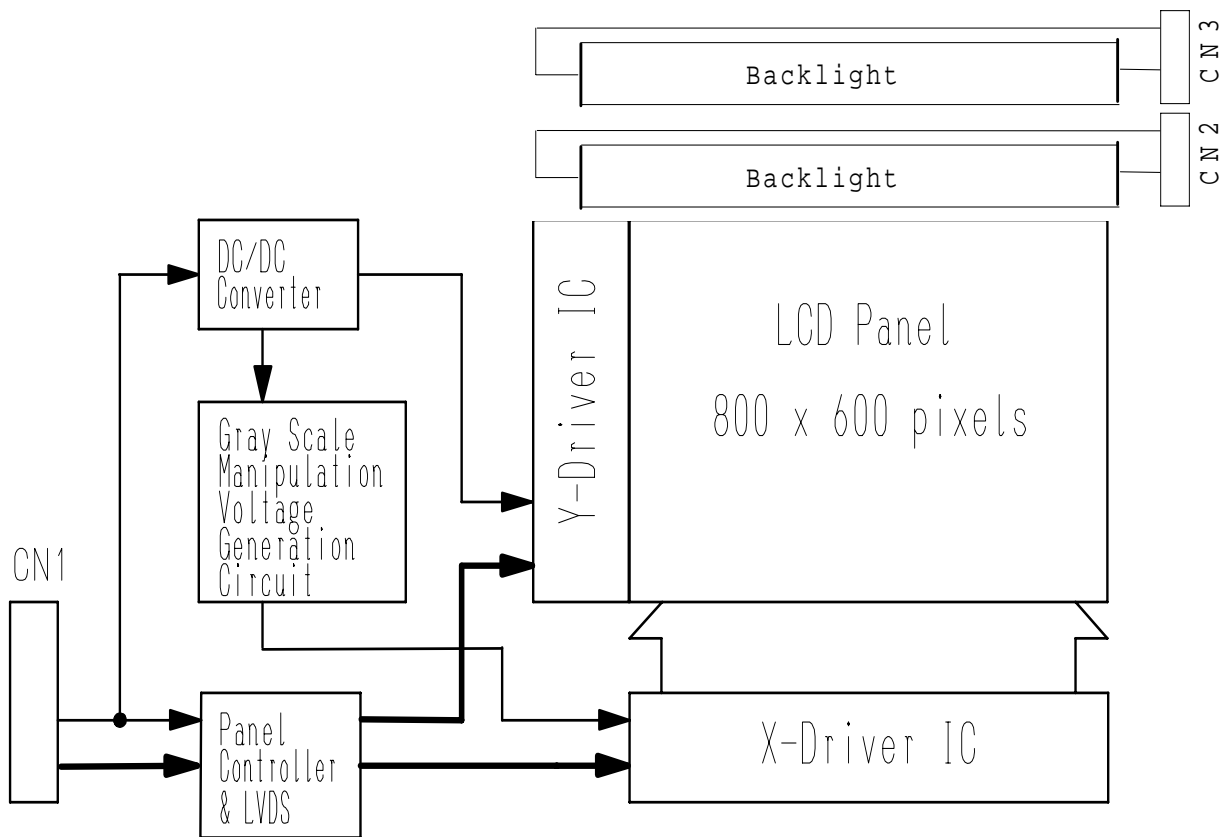 Backlight
CN3
Backlight
CN2
DC/DC
Converter
Y-Driver IC
LCD Panel
800 x 600 pixels
Gray Scale
Manipulation
Voltage
Generation
Circuit
CN1
Panel
Controller
& LVDS
X-Driver IC